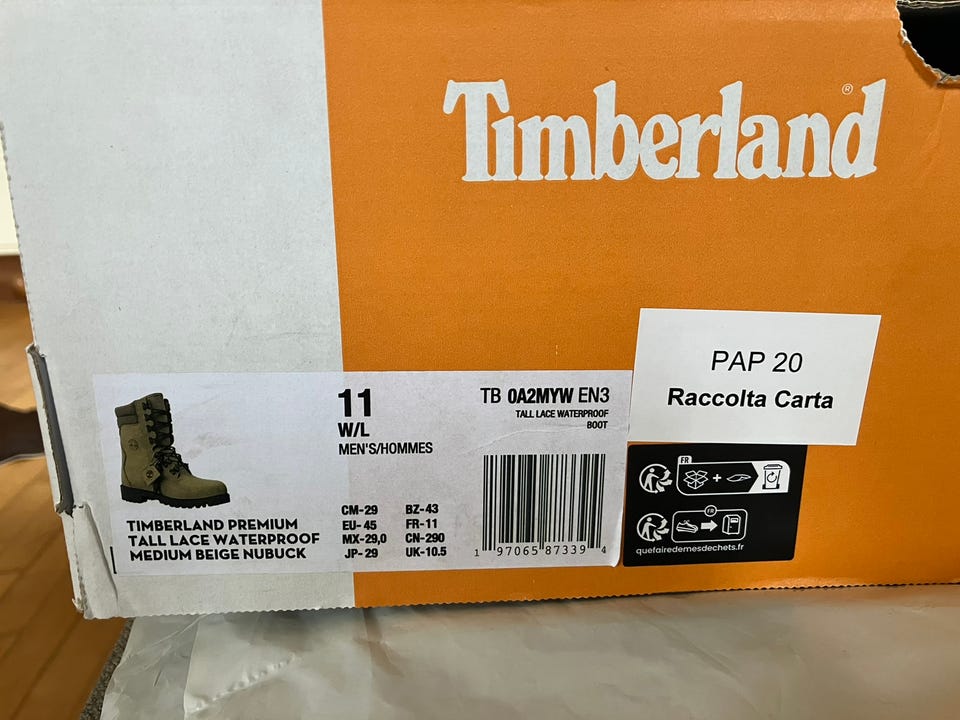 Timberland®
PAP 20
Raccolta Carta
11
W/L
MEN'S/HOMMES
TB 0A2MYW EN3
TALL LACE WATERPROOF
BOOT
TIMBERLAND PREMIUM
TALL LACE WATERPROOF
MEDIUM BEIGE NUBUCK
CM-29 BZ-43
EU-45 FR-11
MX-29,0 CN-290
JP-29 UK-10.5
1 97065 87339 4
FR
FR
quefairedemesdechets.fr